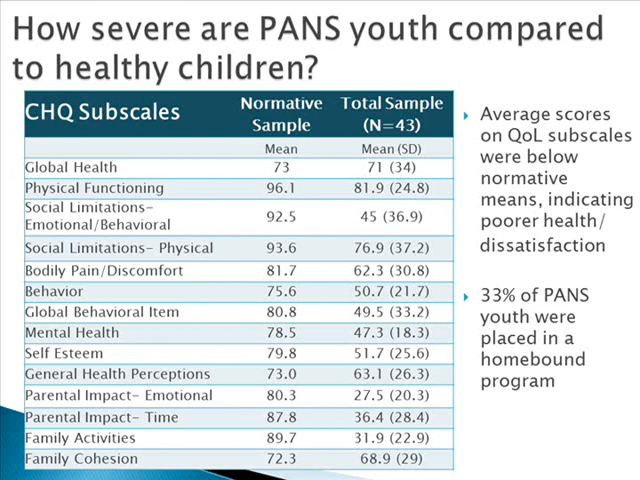 How severe are PANS youth compared
to healthy children?
CHQ Subscales Normative Sample Total Sample (N=43)
Mean Mean (SD)
Global Health 73 71 (34)
Physical Functioning 96.1 81.9 (24.8)
Social Limitations- Emotional/Behavioral 92.5 45 (36.9)
Social Limitations- Physical 93.6 76.9 (37.2)
Bodily Pain/Discomfort 81.7 62.3 (30.8)
Behavior 75.6 50.7 (21.7)
Global Behavioral Item 80.8 49.5 (33.2)
Mental Health 78.5 47.3 (18.3)
Self Esteem 79.8 51.7 (25.6)
General Health Perceptions 73.0 63.1 (26.3)
Parental Impact- Emotional 80.3 27.5 (20.3)
Parental Impact- Time 87.8 36.4 (28.4)
Family Activities 89.7 31.9 (22.9)
Family Cohesion 72.3 68.9 (29)
Average scores
on QoL subscales
were below
normative
means, indicating
poorer health/
dissatisfaction
33% of PANS
youth were
placed in a
homebound
program